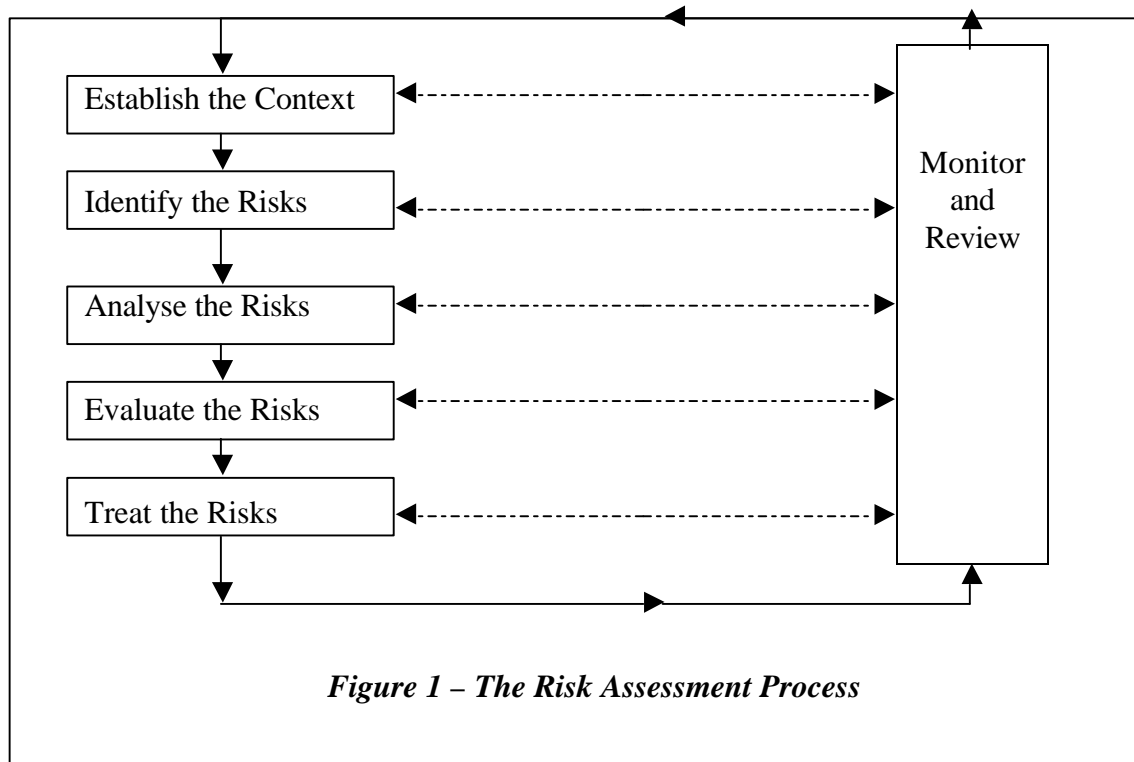 Establish the Context
Identify the Risks
Analyse the Risks
Evaluate the Risks
Treat the Risks
Monitor
and
Review
Figure 1 – The Risk Assessment Process